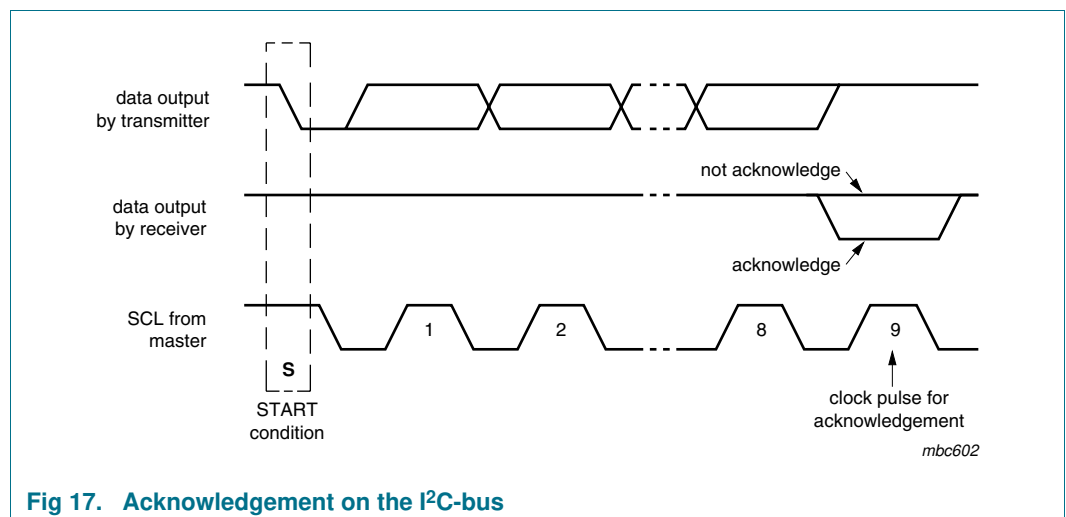 data output
by transmitter
not acknowledge
data output
by receiver
acknowledge
SCL from
master
1
2
8
9
S
START
condition
clock pulse for
acknowledgement
mbc602
Fig 17. Acknowledgement on the I²C-bus